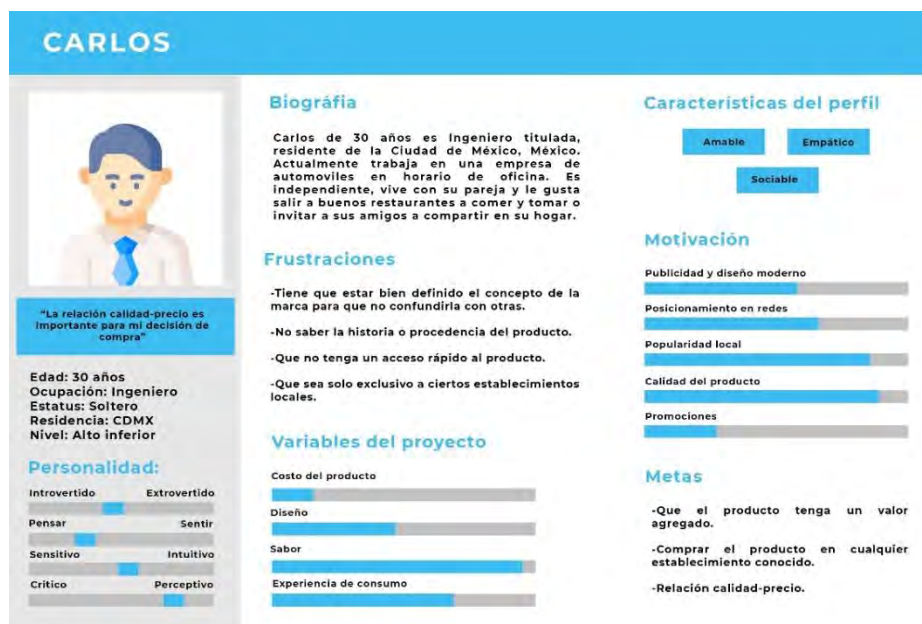 CARLOS
"La relación calidad-precio es
importante para mi decisión de
compra"
Edad: 30 años
Ocupación: Ingeniero
Estatus: Soltero
Residencia: CDMX
Nivel: Alto inferior
Personalidad:
Introvertido Extrovertido
Pensar Sentir
Sensitivo Intuitivo
Critico Perceptivo
Biográfia
Carlos de 30 años es Ingeniero titulada,
residente de la Ciudad de México, México.
Actualmente trabaja en una empresa de
automoviles en horario de oficina. Es
independiente, vive con su pareja y le gusta
salir a buenos restaurantes a comer y tomar o
invitar a sus amigos a compartir en su hogar.
Frustraciones
-Tiene que estar bien definido el concepto de la
marca para que no confundirla con otras.
-No saber la historia o procedencia del producto.
-Que no tenga un acceso rápido al producto.
-Que sea solo exclusivo a ciertos establecimientos
locales.
Variables del proyecto
Costo del producto
Diseño
Sabor
Experiencia de consumo
Características del perfil
Amable Empático
Sociable
Motivación
Publicidad y diseño moderno
Posicionamiento en redes
Popularidad local
Calidad del producto
Promociones
Metas
-Que el producto tenga un valor
agregado.
-Comprar el producto en cualquier
establecimiento conocido.
-Relación calidad-precio.